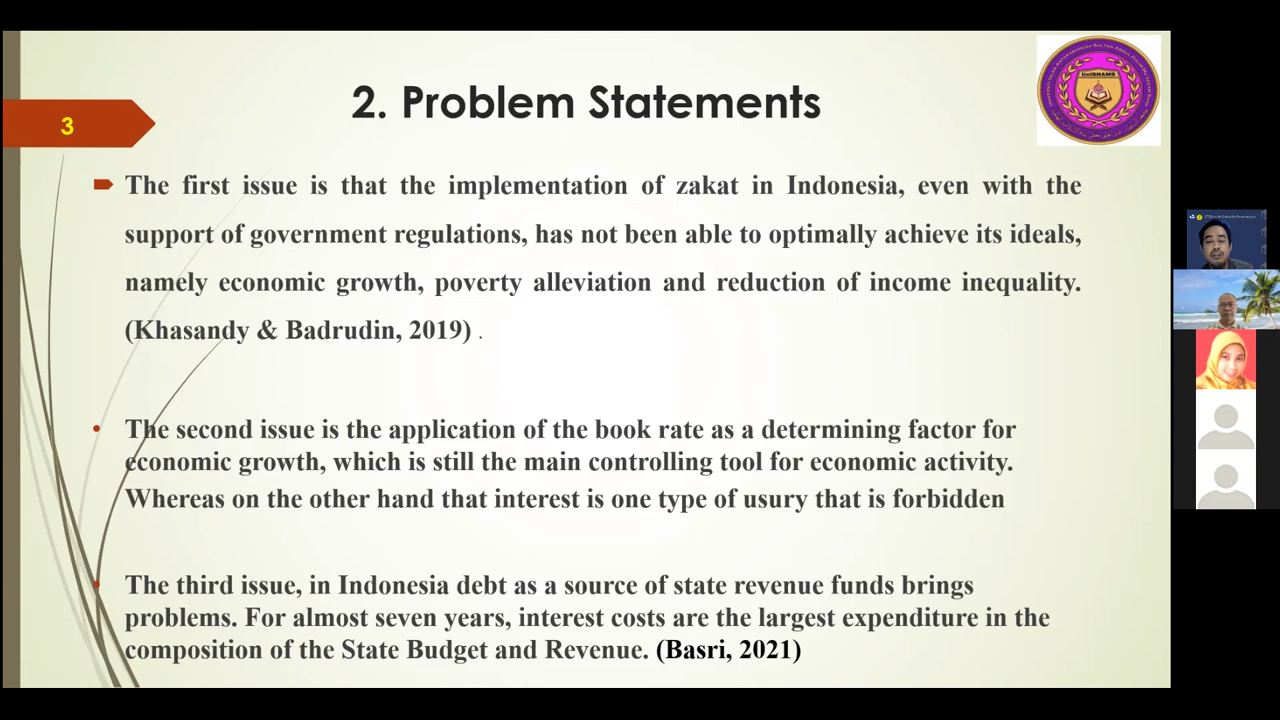 2. Problem Statements
3
The first issue is that the implementation of zakat in Indonesia, even with the
support of government regulations, has not been able to optimally achieve its ideals,
namely economic growth, poverty alleviation and reduction of income inequality.
(Khasandy & Badrudin, 2019) .
The second issue is the application of the book rate as a determining factor for
economic growth, which is still the main controlling tool for economic activity.
Whereas on the other hand that interest is one type of usury that is forbidden
The third issue, in Indonesia debt as a source of state revenue funds brings
problems. For almost seven years, interest costs are the largest expenditure in the
composition of the State Budget and Revenue. (Basri, 2021)
UniSHAMS